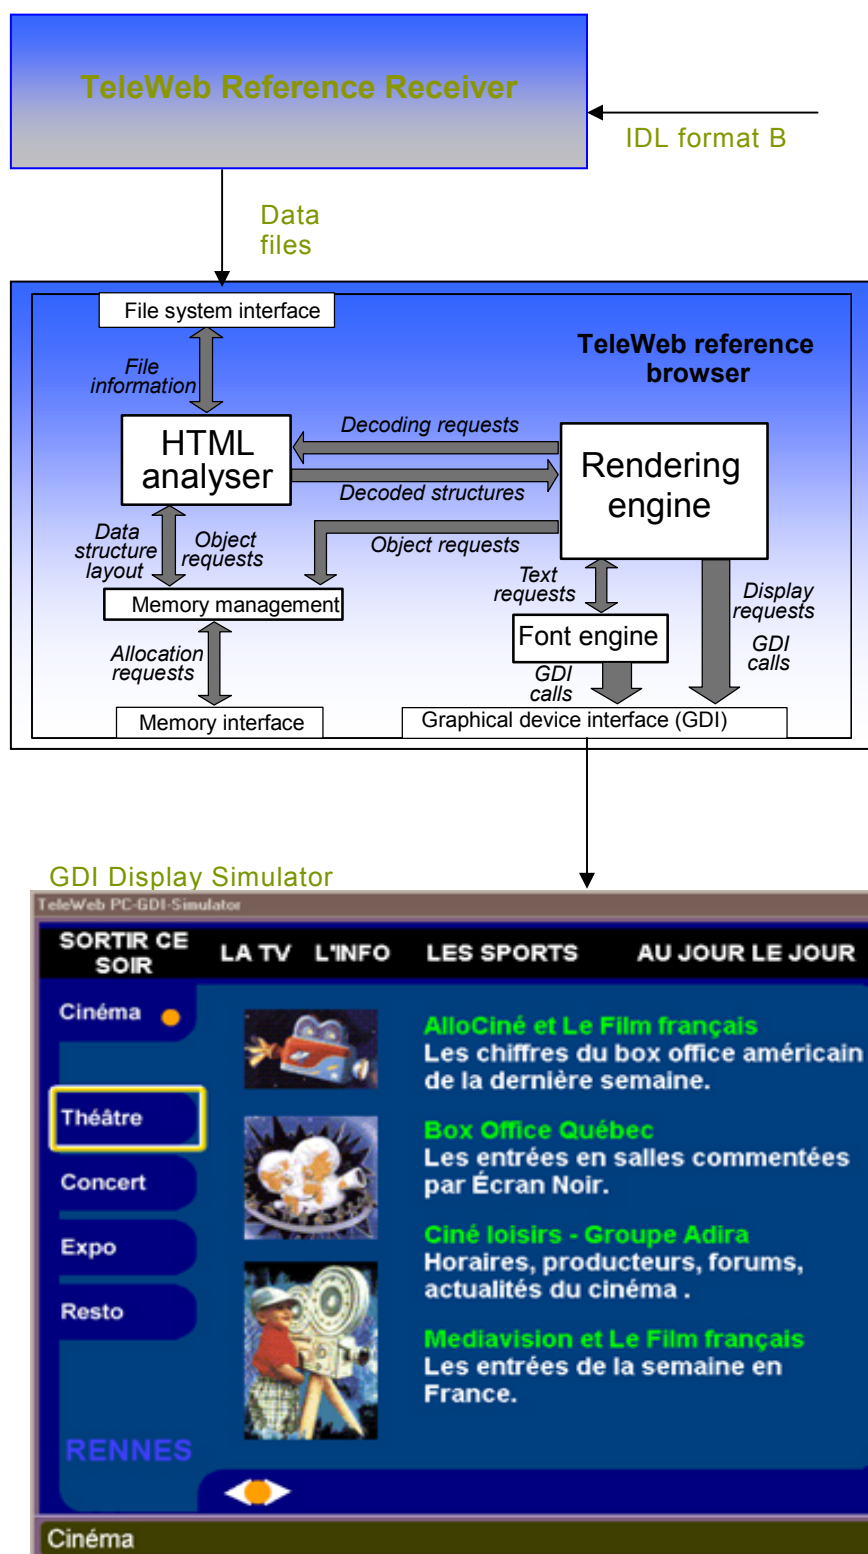 TeleWeb Reference Receiver
IDL format B
Data
files
File system interface
TeleWeb reference
browser
File
information
HTML
analyser
Decoding requests
Decoded structures
Rendering
engine
Data
structure
layout
Object
requests
Object requests
Text
requests
Display
requests
Memory management
Font engine
GDI
calls
Allocation
requests
GDI
calls
Memory interface
Graphical device interface (GDI)
GDI Display Simulator
TeleWeb PC-GDI-Simulator
SORTIR CE
SOIR
LA TV
L'INFO
LES SPORTS
AU JOUR LE JOUR
Cinéma
Théâtre
Concert
Expo
Resto
RENNES
AlloCiné et Le Film français
Les chiffres du box office américain
de la dernière semaine.
Box Office Québec
Les entrées en salles commentées
par Écran Noir.
Ciné loisirs - Groupe Adira
Horaires, producteurs, forums,
actualités du cinéma .
Mediavision et Le Film français
Les entrées de la semaine en
France.
Cinéma